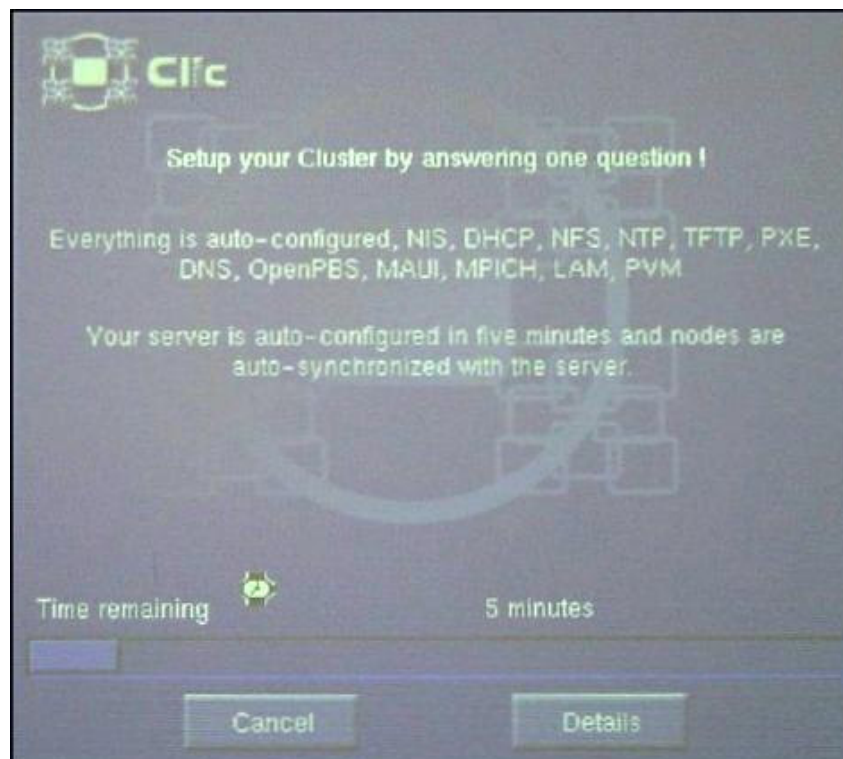 Clic
Setup your Cluster by answering one question !
Everything is auto-configured, NIS, DHCP, NFS, NTP, TFTP, PXE,
DNS, OpenPBS, MAUI, MPICH, LAM, PVM
Your server is auto-configured in five minutes and nodes are
auto-synchronized with the server.
Time remaining 5 minutes
Cancel Details